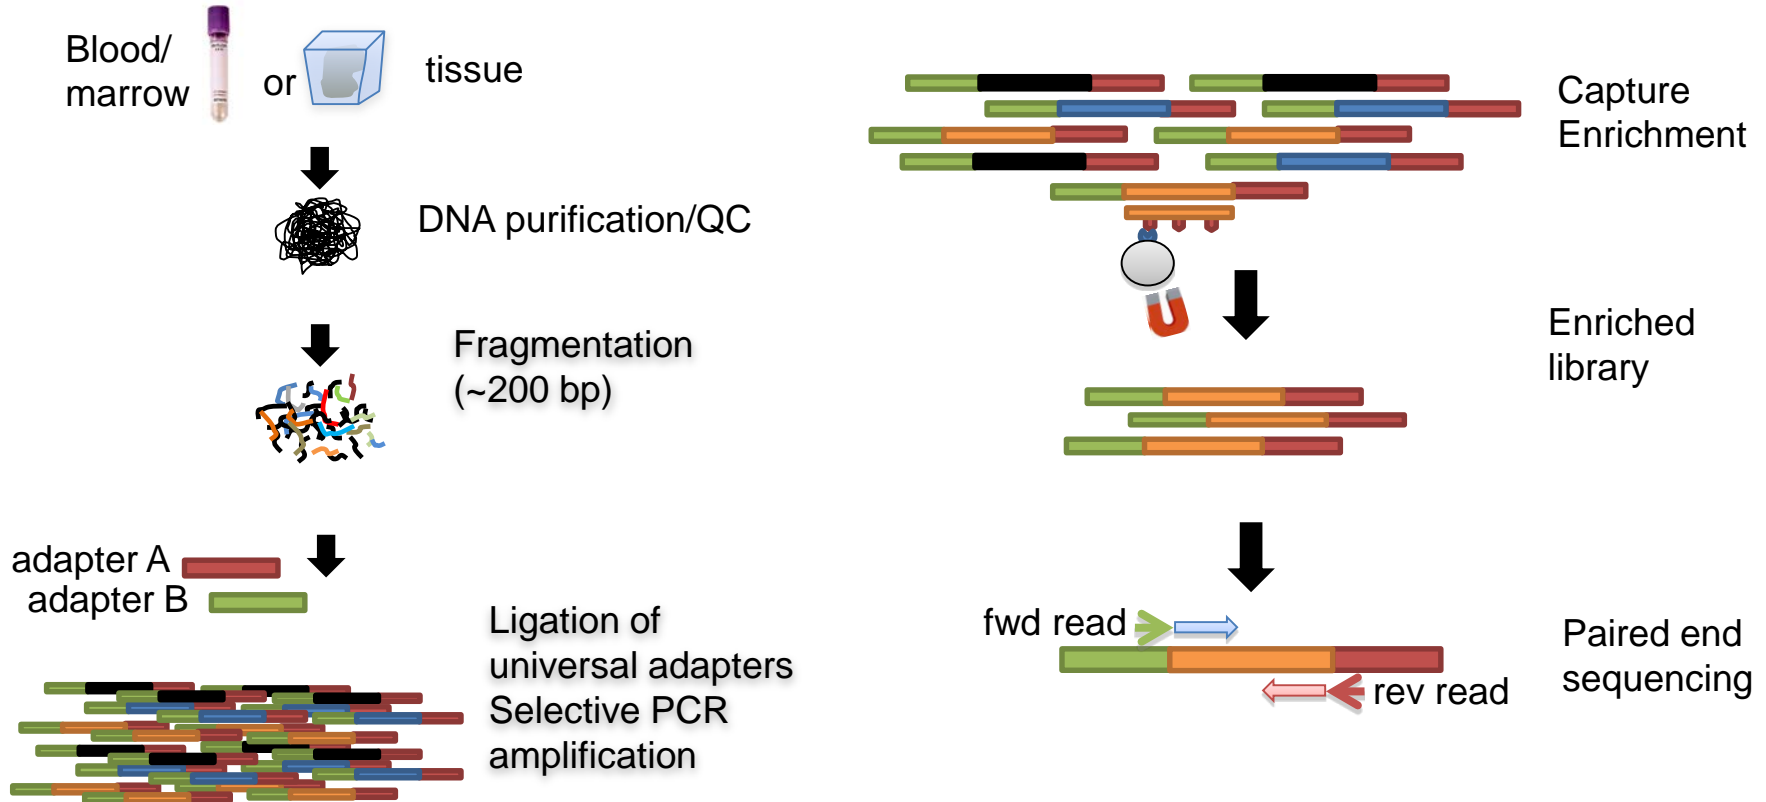 Blood/
marrow
or
tissue
DNA purification/QC
Fragmentation
(~200 bp)
adapter A
adapter B
Ligation of
universal adapters
Selective PCR
amplification
Capture
Enrichment
Enriched
library
fwd read
rev read
Paired end
sequencing